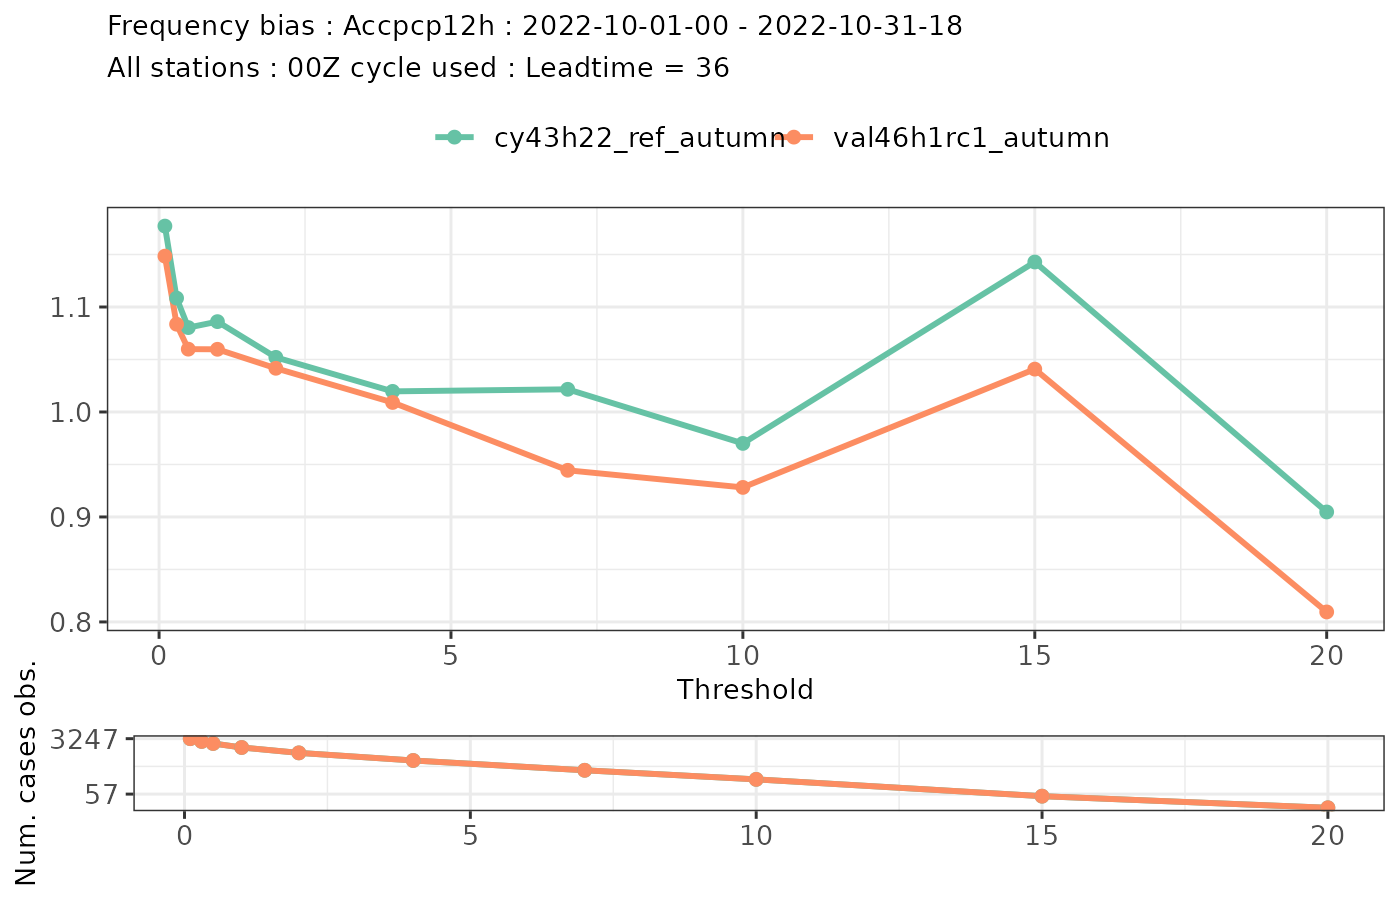 Frequency bias : Accpcp12h : 2022-10-01-00 - 2022-10-31-18
All stations : 00Z cycle used : Leadtime = 36
cy43h22_ref_autumn val46h1rc1_autumn
1.1
1.0
0.9
0.8
0 5 10 15 20
Threshold
Num. cases obs.
3247
57
0 5 10 15 20